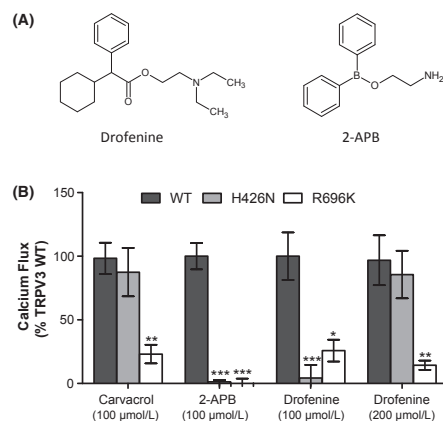 (A)
O
O
N
CH₃
CH₃
Drofenine
B
O
NH₂
2-APB
(B)
WT H426N R696K
Calcium Flux
(% TRPV3 WT)
150
100
50
0
** *** *** *** * **
Carvacrol 2-APB Drofenine Drofenine
(100 µmol/L) (100 µmol/L) (100 µmol/L) (200 µmol/L)